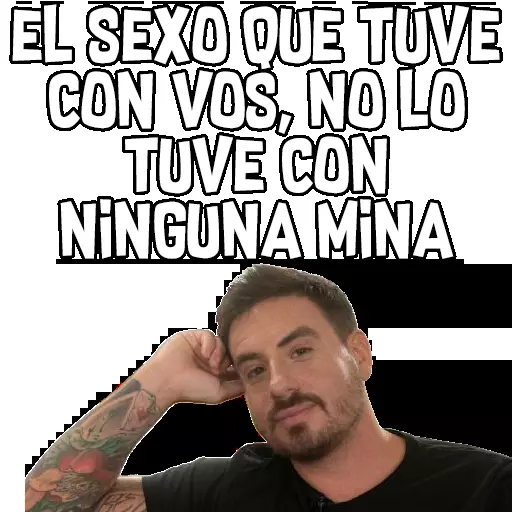 EL SEXO QUE TUVE
CON VOS, NO LO
TUVE CON
NINGUNA MINA